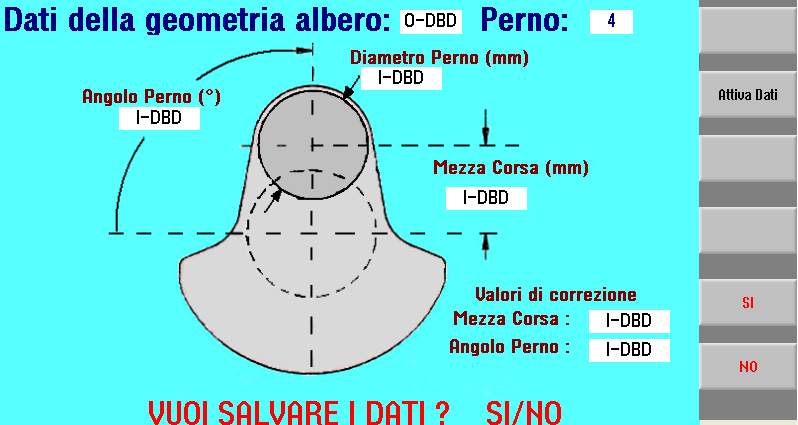 Dati della geometria albero: O-DBD Perno: 4
Diametro Perno (mm)
I-DBD
Angolo Perno (°)
I-DBD
Attiva Dati
Mezza Corsa (mm)
I-DBD
Valori di correzione
Mezza Corsa : I-DBD
Angolo Perno : I-DBD
SI
NO
VUOI SALVARE I DATI ? SI/NO